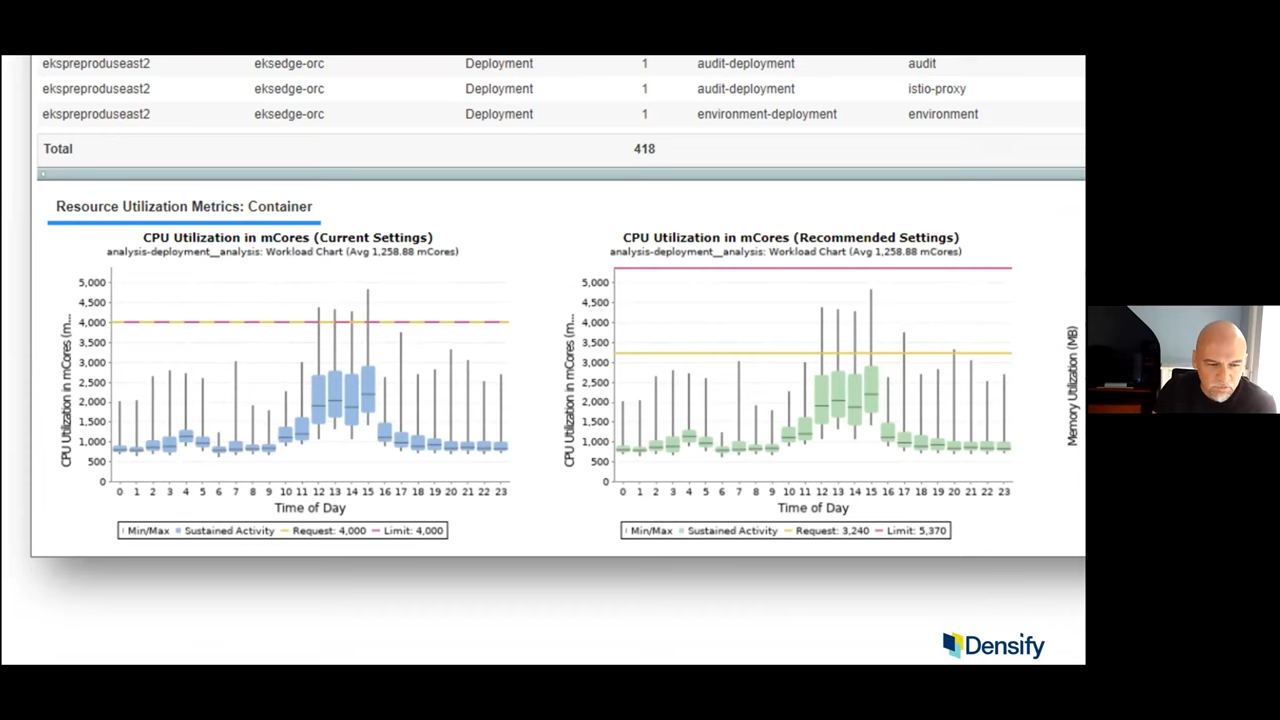 ekspreproduseast2 eksedge-orc Deployment 1 audit-deployment audit
ekspreproduseast2 eksedge-orc Deployment 1 audit-deployment istio-proxy
ekspreproduseast2 eksedge-orc Deployment 1 environment-deployment environment
Total 418
Resource Utilization Metrics: Container
CPU Utilization in mCores (Current Settings)
analysis-deployment__analysis: Workload Chart (Avg 1,258.88 mCores)
CPU Utilization in mCores (m...
5,000
4,500
4,000
3,500
3,000
2,500
2,000
1,500
1,000
500
0
0 1 2 3 4 5 6 7 8 9 10 11 12 13 14 15 16 17 18 19 20 21 22 23
Time of Day
Min/Max Sustained Activity Request: 4,000 Limit: 4,000
CPU Utilization in mCores (Recommended Settings)
analysis-deployment__analysis: Workload Chart (Avg 1,258.88 mCores)
CPU Utilization in mCores (m...
5,000
4,500
4,000
3,500
3,000
2,500
2,000
1,500
1,000
500
0
0 1 2 3 4 5 6 7 8 9 10 11 12 13 14 15 16 17 18 19 20 21 22 23
Time of Day
Min/Max Sustained Activity Request: 3,240 Limit: 5,370
Memory Utilization (MB)
Densify